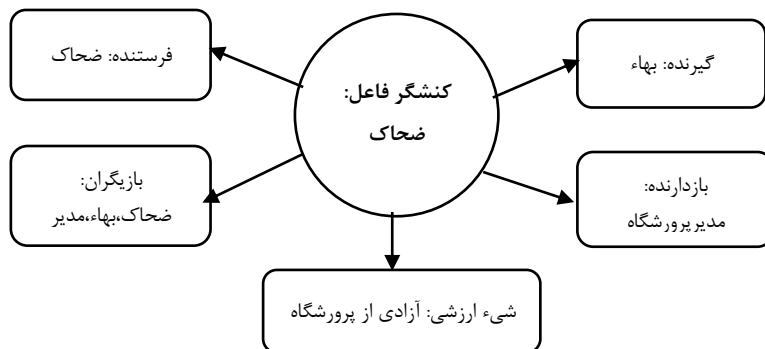 گیرنده: بهاء
فرستنده: ضحاک
کنشگر فاعل:
ضحاک
بازدارنده:
مدیرپرورشگاه
بازیگران:
ضحاک،بهاء،مدیر
شیء ارزشی: آزادی از پرورشگاه